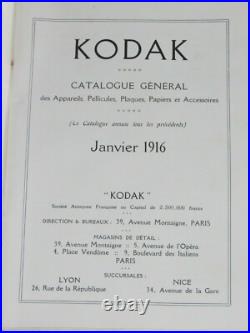 KODAK
CATALOGUE GÉNÉRAL
des Appareils, Pellicules, Plaques, Papiers et Accessoires
(Le Catalogue annule tous les précédents)
Janvier 1916
"KODAK"
Société Anonyme Française au Capital de 2.500.000 francs
DIRECTION & BUREAUX : 39, Avenue Montaigne, PARIS
MAGASINS DE DÉTAIL :
39, Avenue Montaigne :: 5, Avenue de l'Opéra
4, Place Vendôme :: 9, Boulevard des Italiens
PARIS
SUCCURSALES :
LYON
26, Rue de la République
NICE
34, Avenue de la Gare